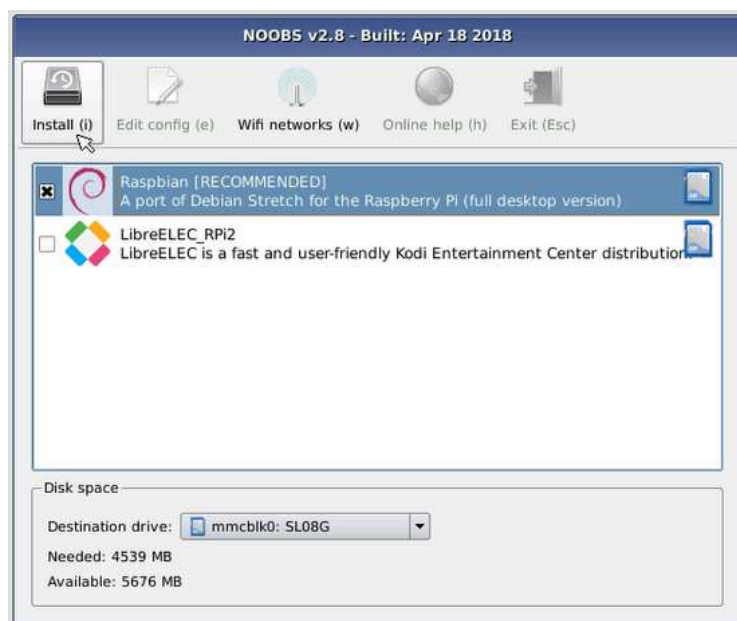 NOOBS v2.8 - Built: Apr 18 2018
Install (i) Edit config (e) Wifi networks (w) Online help (h) Exit (Esc)
Raspbian [RECOMMENDED]
A port of Debian Stretch for the Raspberry Pi (full desktop version)
LibreELEC_RPi2
LibreELEC is a fast and user-friendly Kodi Entertainment Center distribution.
Disk space
Destination drive: mmcblk0: SL08G
Needed: 4539 MB
Available: 5676 MB